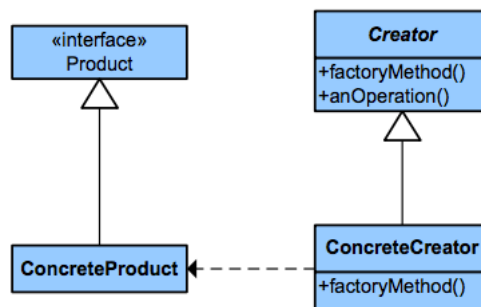 «interface»
Product
Creator
+factoryMethod()
+anOperation()
ConcreteProduct
ConcreteCreator
+factoryMethod()